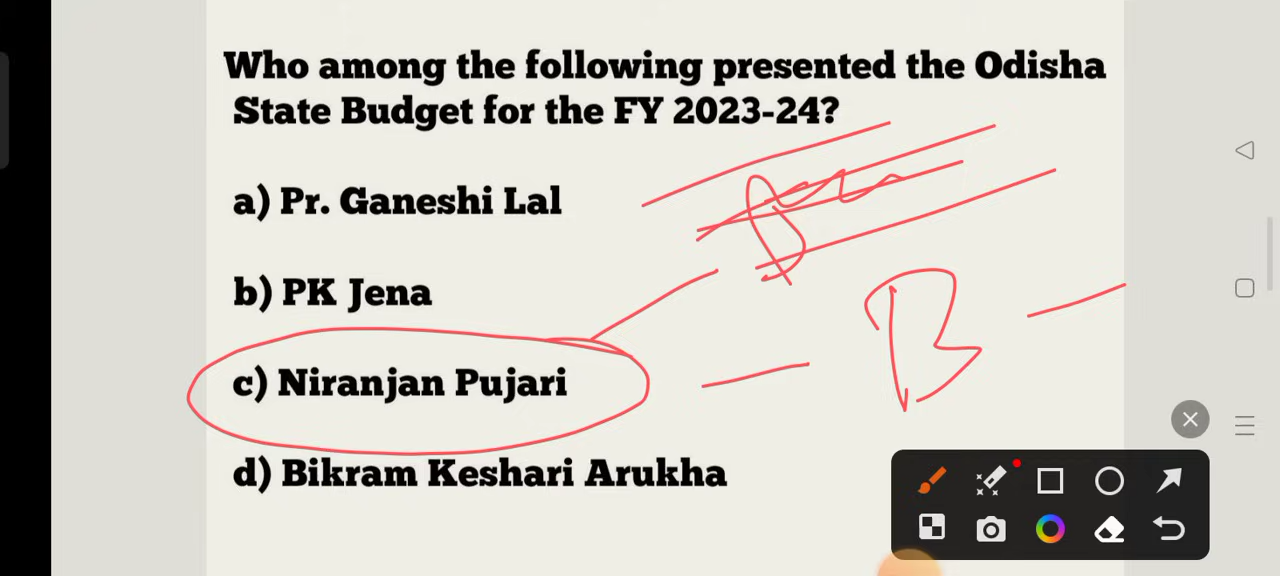 Who among the following presented the Odisha
State Budget for the FY 2023-24?
a) Pr. Ganeshi Lal
b) PK Jena
c) Niranjan Pujari
B
d) Bikram Keshari Arukha